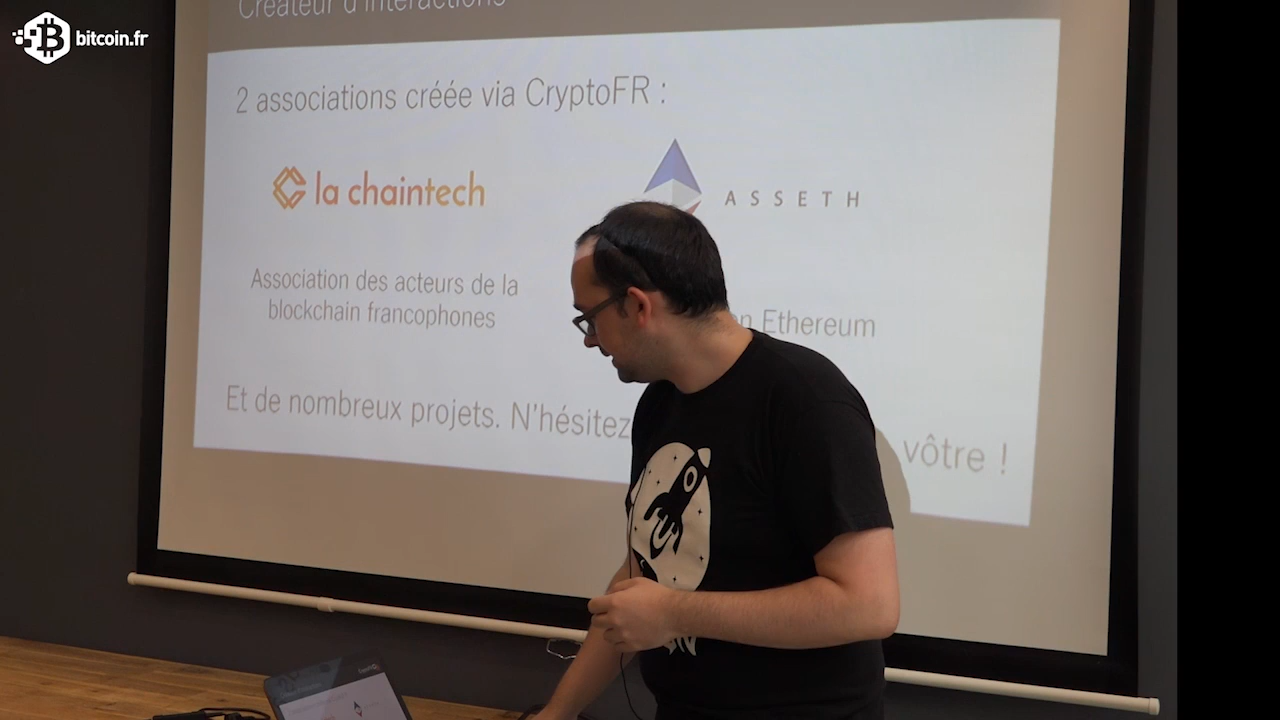 bitcoin.fr
Créateur d'interactions
2 associations créée via CryptoFR :
la chaintech
ASSETH
Association des acteurs de la
blockchain francophones
Ethereum
Et de nombreux projets. N'hésitez
vôtre !